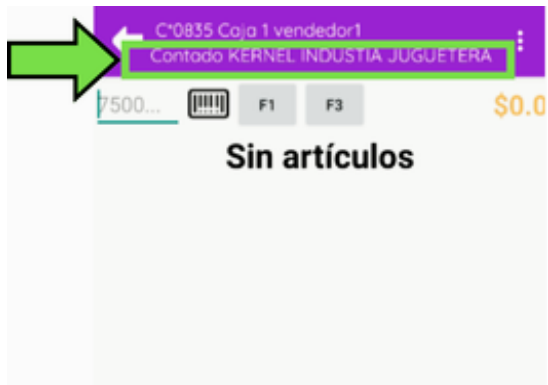 C*0835 Caja 1 vendedor1
Contado KERNEL INDUSTIA JUGUETERA
7500... F1 F3 $0.0
Sin artículos